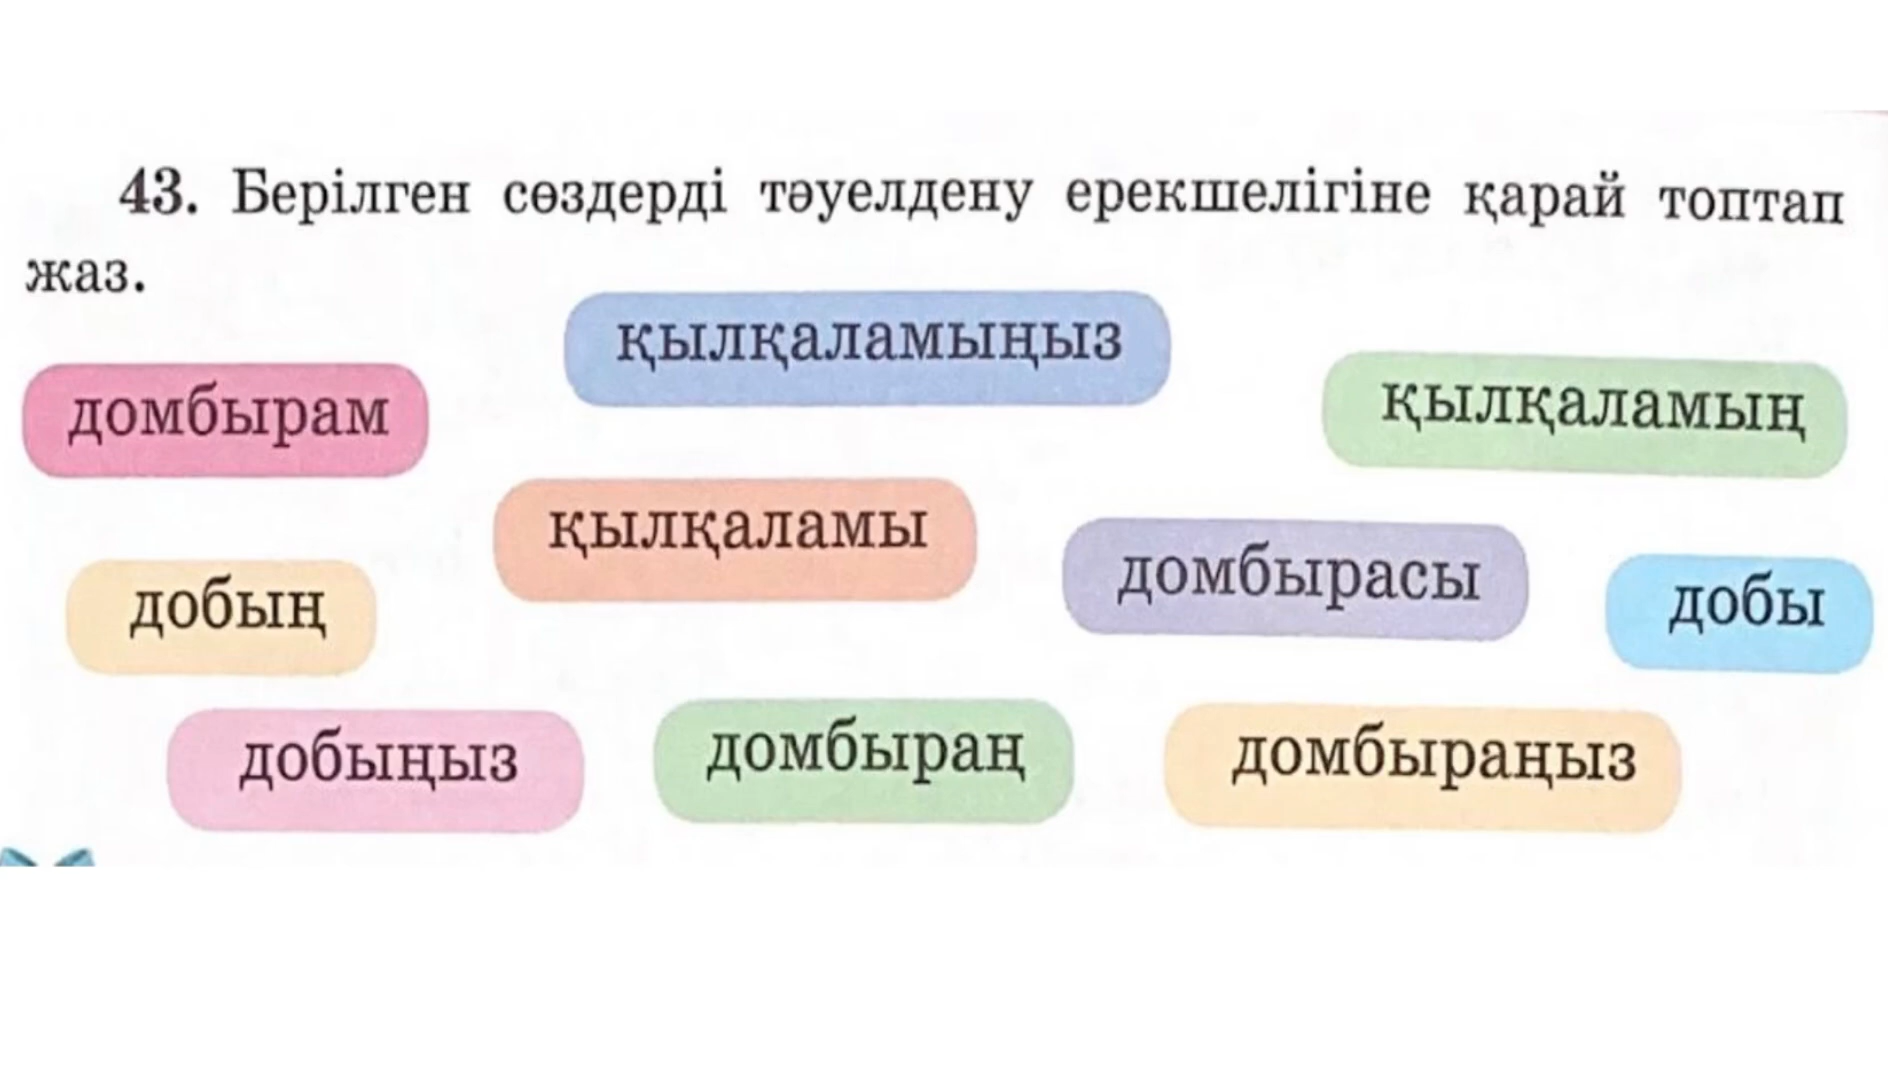 43. Берілген сөздерді тәуелдену ерекшелігіне қарай топтап
жаз.
қылқаламыңыз
домбырам
қылқаламың
қылқаламы
домбырасы
добың
добы
добыңыз
домбыраң
домбыраңыз